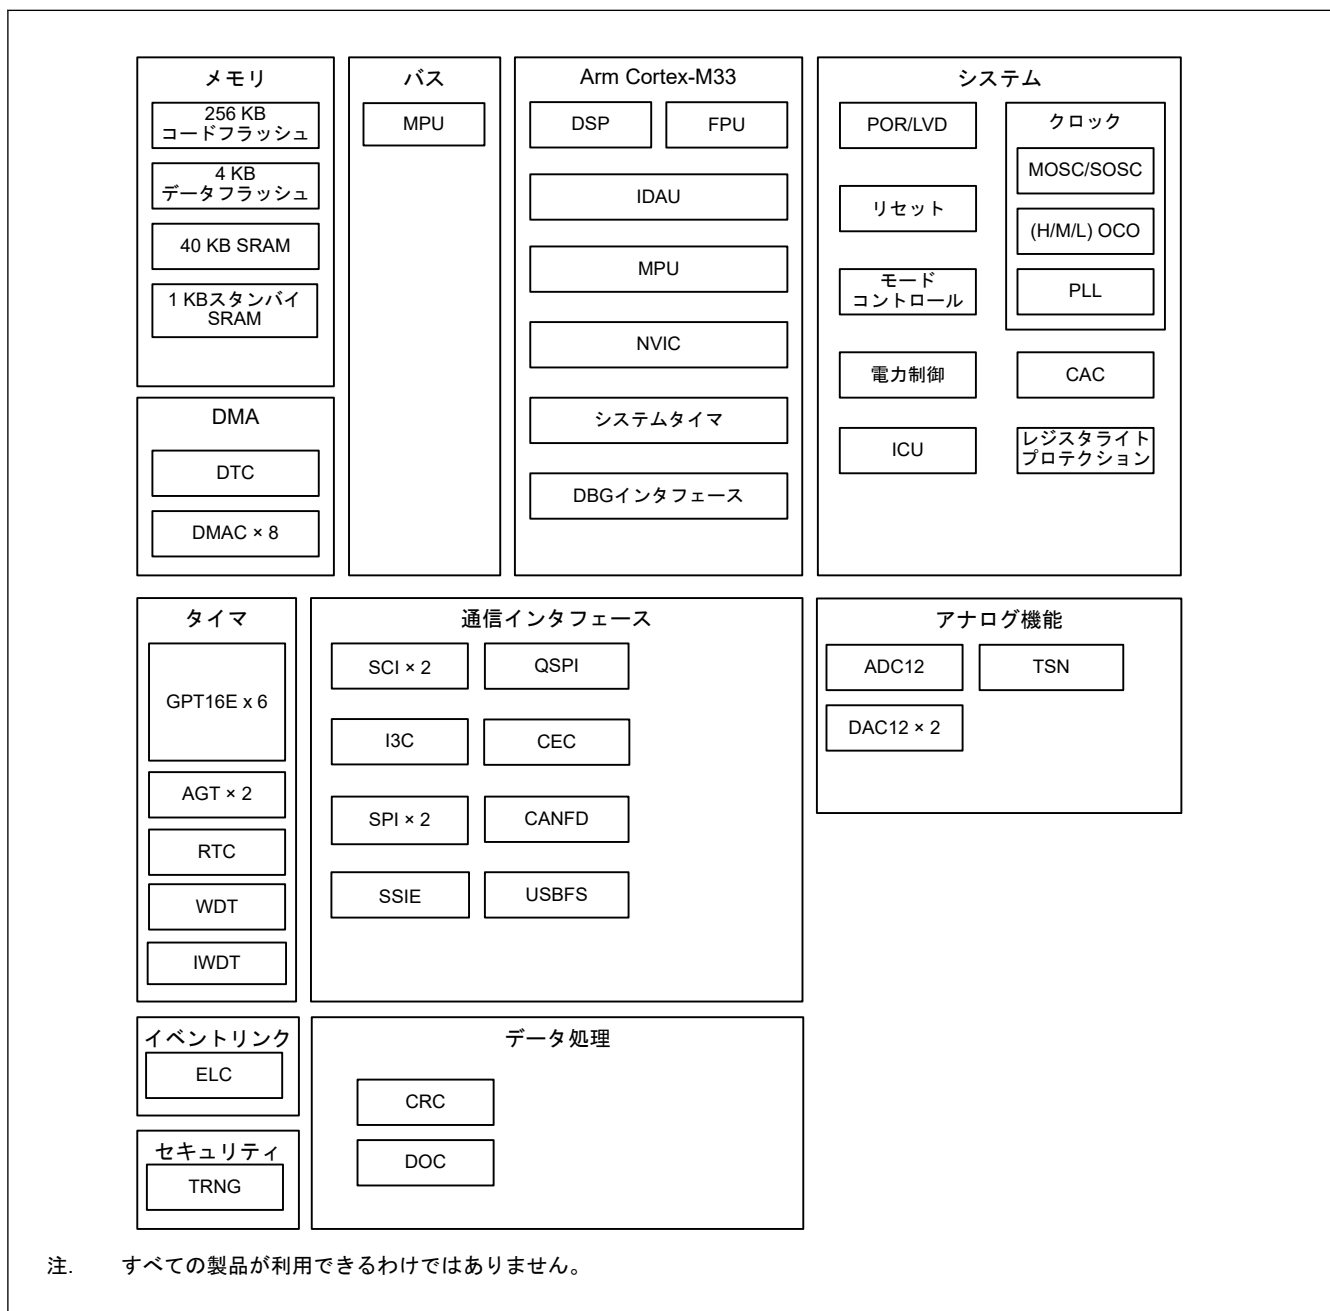 メモリ
256 KB
コードフラッシュ
4 KB
データフラッシュ
40 KB SRAM
1 KBスタンバイ
SRAM
DMA
DTC
DMAC × 8
バス
MPU
Arm Cortex-M33
DSP
FPU
IDAU
MPU
NVIC
システムタイマ
DBGインタフェース
システム
POR/LVD
リセット
モード
コントロール
電力制御
ICU
クロック
MOSC/SOSC
(H/M/L) OCO
PLL
CAC
レジスタライト
プロテクション
タイマ
GPT16E x 6
AGT × 2
RTC
WDT
IWDT
通信インタフェース
SCI × 2
QSPI
I3C
CEC
SPI × 2
CANFD
SSIE
USBFS
アナログ機能
ADC12
TSN
DAC12 × 2
イベントリンク
ELC
セキュリティ
TRNG
データ処理
CRC
DOC
注. すべての製品が利用できるわけではありません。